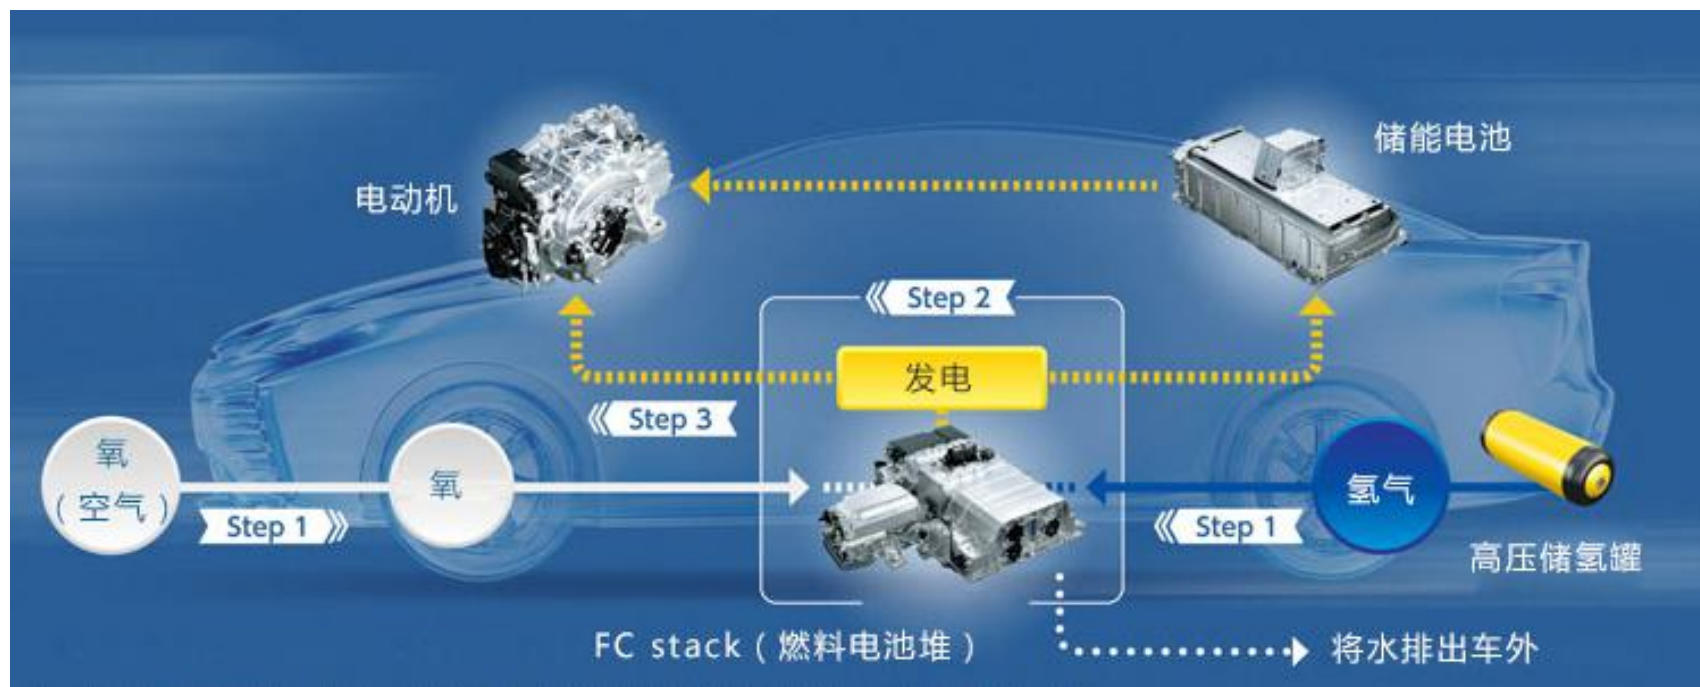 储能电池
电动机
Step 2
发电
Step 3
氧
（空气）
氧
氢气
Step 1
Step 1
高压储氢罐
FC stack（燃料电池堆）
将水排出车外